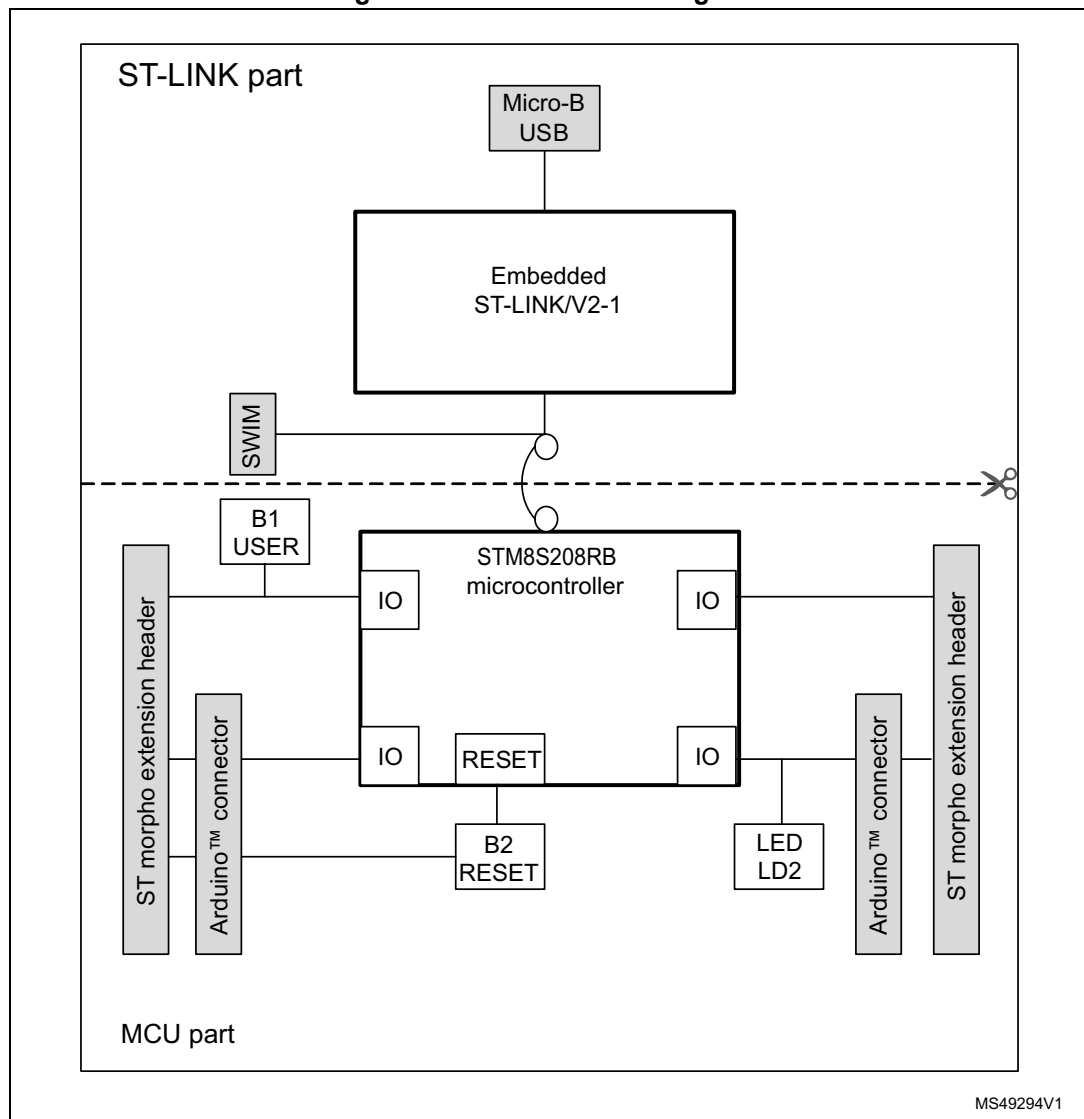 ST-LINK part
Micro-B
USB
Embedded
ST-LINK/V2-1
SWIM
B1
USER
STM8S208RB
microcontroller
IO
IO
ST morpho extension header
Arduino™ connector
IO
RESET
IO
Arduino™ connector
ST morpho extension header
B2
RESET
LED
LD2
MCU part
MS49294V1